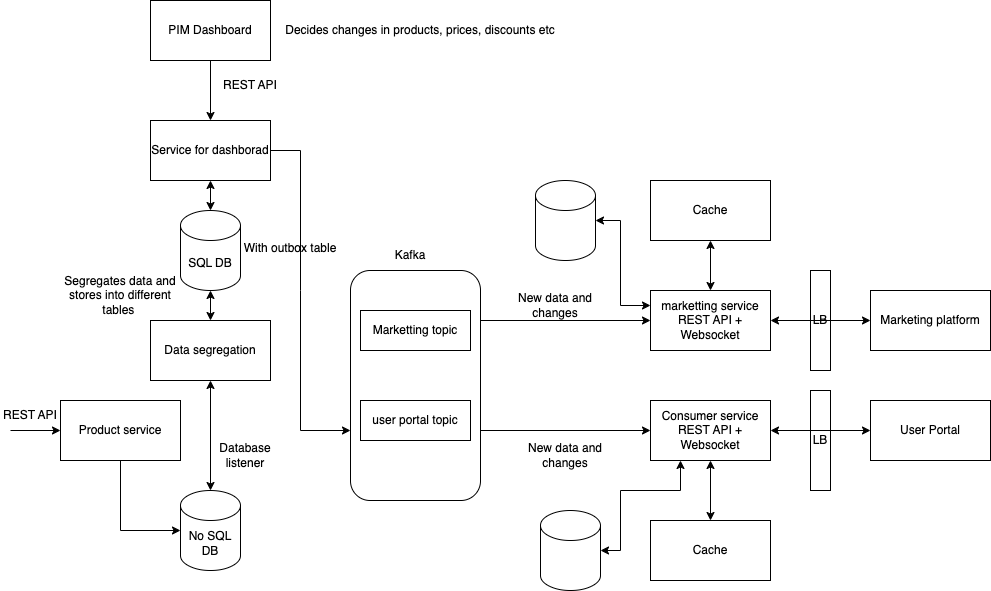 PIM Dashboard
Decides changes in products, prices, discounts etc
REST API
Service for dashborad
SQL DB
With outbox table
Segregates data and
stores into different
tables
Data segregation
REST API
Product service
Database
listener
No SQL
DB
Kafka
Marketting topic
user portal topic
New data and
changes
New data and
changes
Cache
marketting service
REST API +
Websocket
LB
Marketing platform
Consumer service
REST API +
Websocket
LB
User Portal
Cache